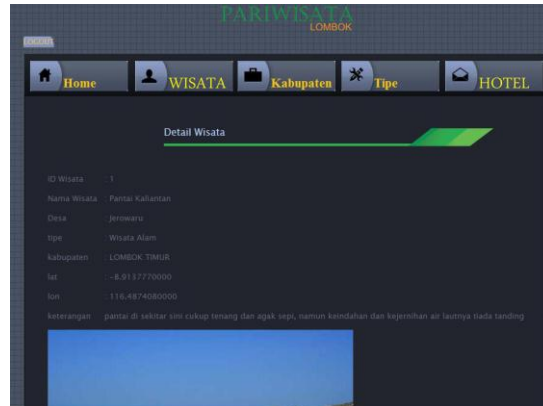 PARIWISATA
LOMBOK
LOGOUT
Home WISATA Kabupaten Tipe HOTEL
Detail Wisata
ID Wisata : 1
Nama Wisata : Pantai Kaliantan
Desa : Jerowaru
tipe : Wisata Alam
kabupaten : LOMBOK TIMUR
lat : -8.9137770000
lon : 116.4874080000
keterangan : pantai di sekitar sini cukup tenang dan agak sepi, namun keindahan dan kejernihan air lautnya tiada tanding